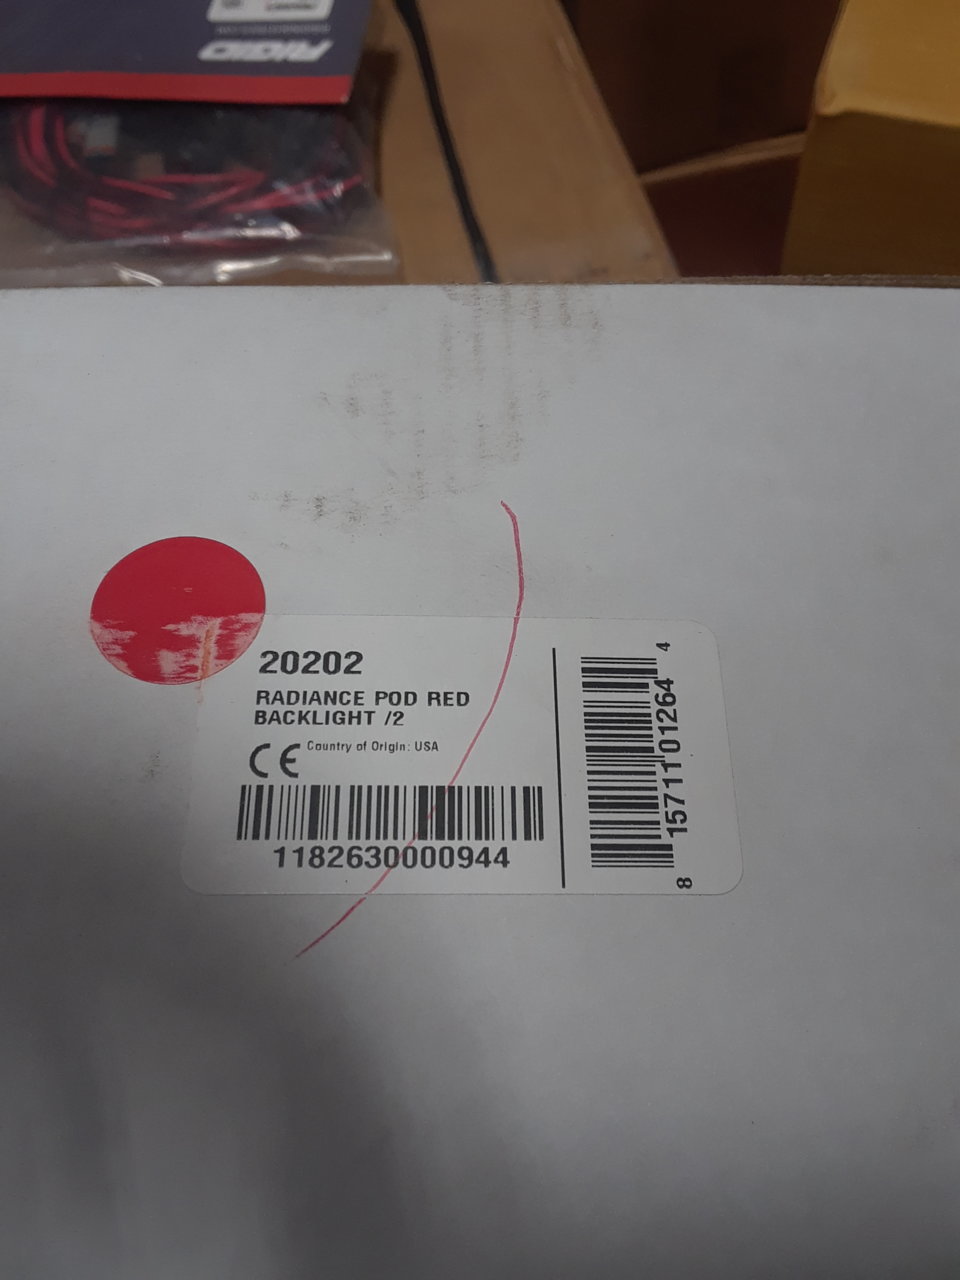 RIGID
20202
RADIANCE POD RED
BACKLIGHT /2
CE Country of Origin: USA
1182630000944
8 15711 01264 4